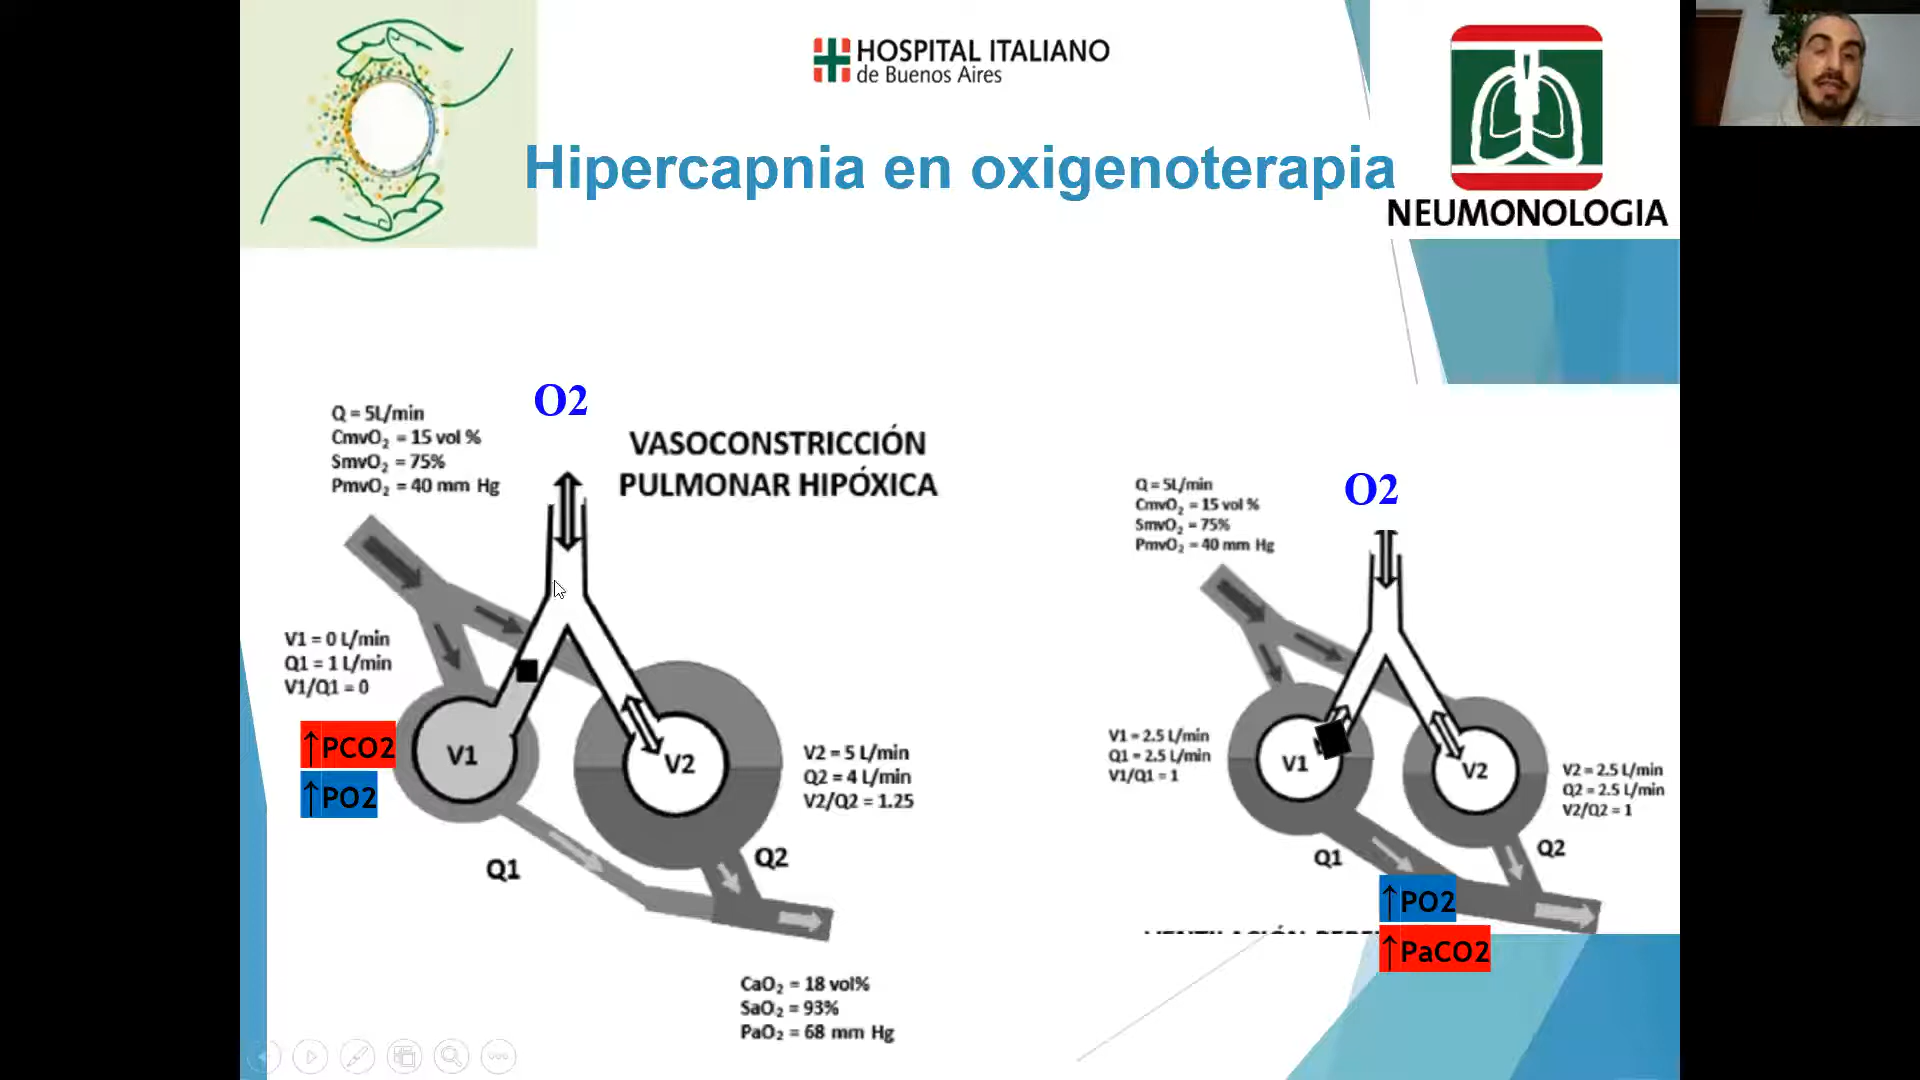 HOSPITAL ITALIANO
de Buenos Aires
Hipercapnia en oxigenoterapia
NEUMONOLOGIA
O2
Q = 5L/min
CmvO₂ = 15 vol %
SmvO₂ = 75%
PmvO₂ = 40 mm Hg
VASOCONSTRICCIÓN
PULMONAR HIPÓXICA
V1 = 0 L/min
Q1 = 1 L/min
V1/Q1 = 0
↑PCO2
↑PO2
V1
V2
V2 = 5 L/min
Q2 = 4 L/min
V2/Q2 = 1.25
Q1
Q2
CaO₂ = 18 vol%
SaO₂ = 93%
PaO₂ = 68 mm Hg
O2
Q = 5L/min
CmvO₂ = 15 vol %
SmvO₂ = 75%
PmvO₂ = 40 mm Hg
V1 = 2.5 L/min
Q1 = 2.5 L/min
V1/Q1 = 1
V1
V2
V2 = 2.5 L/min
Q2 = 2.5 L/min
V2/Q2 = 1
Q1
Q2
↑PO2
↑PaCO2